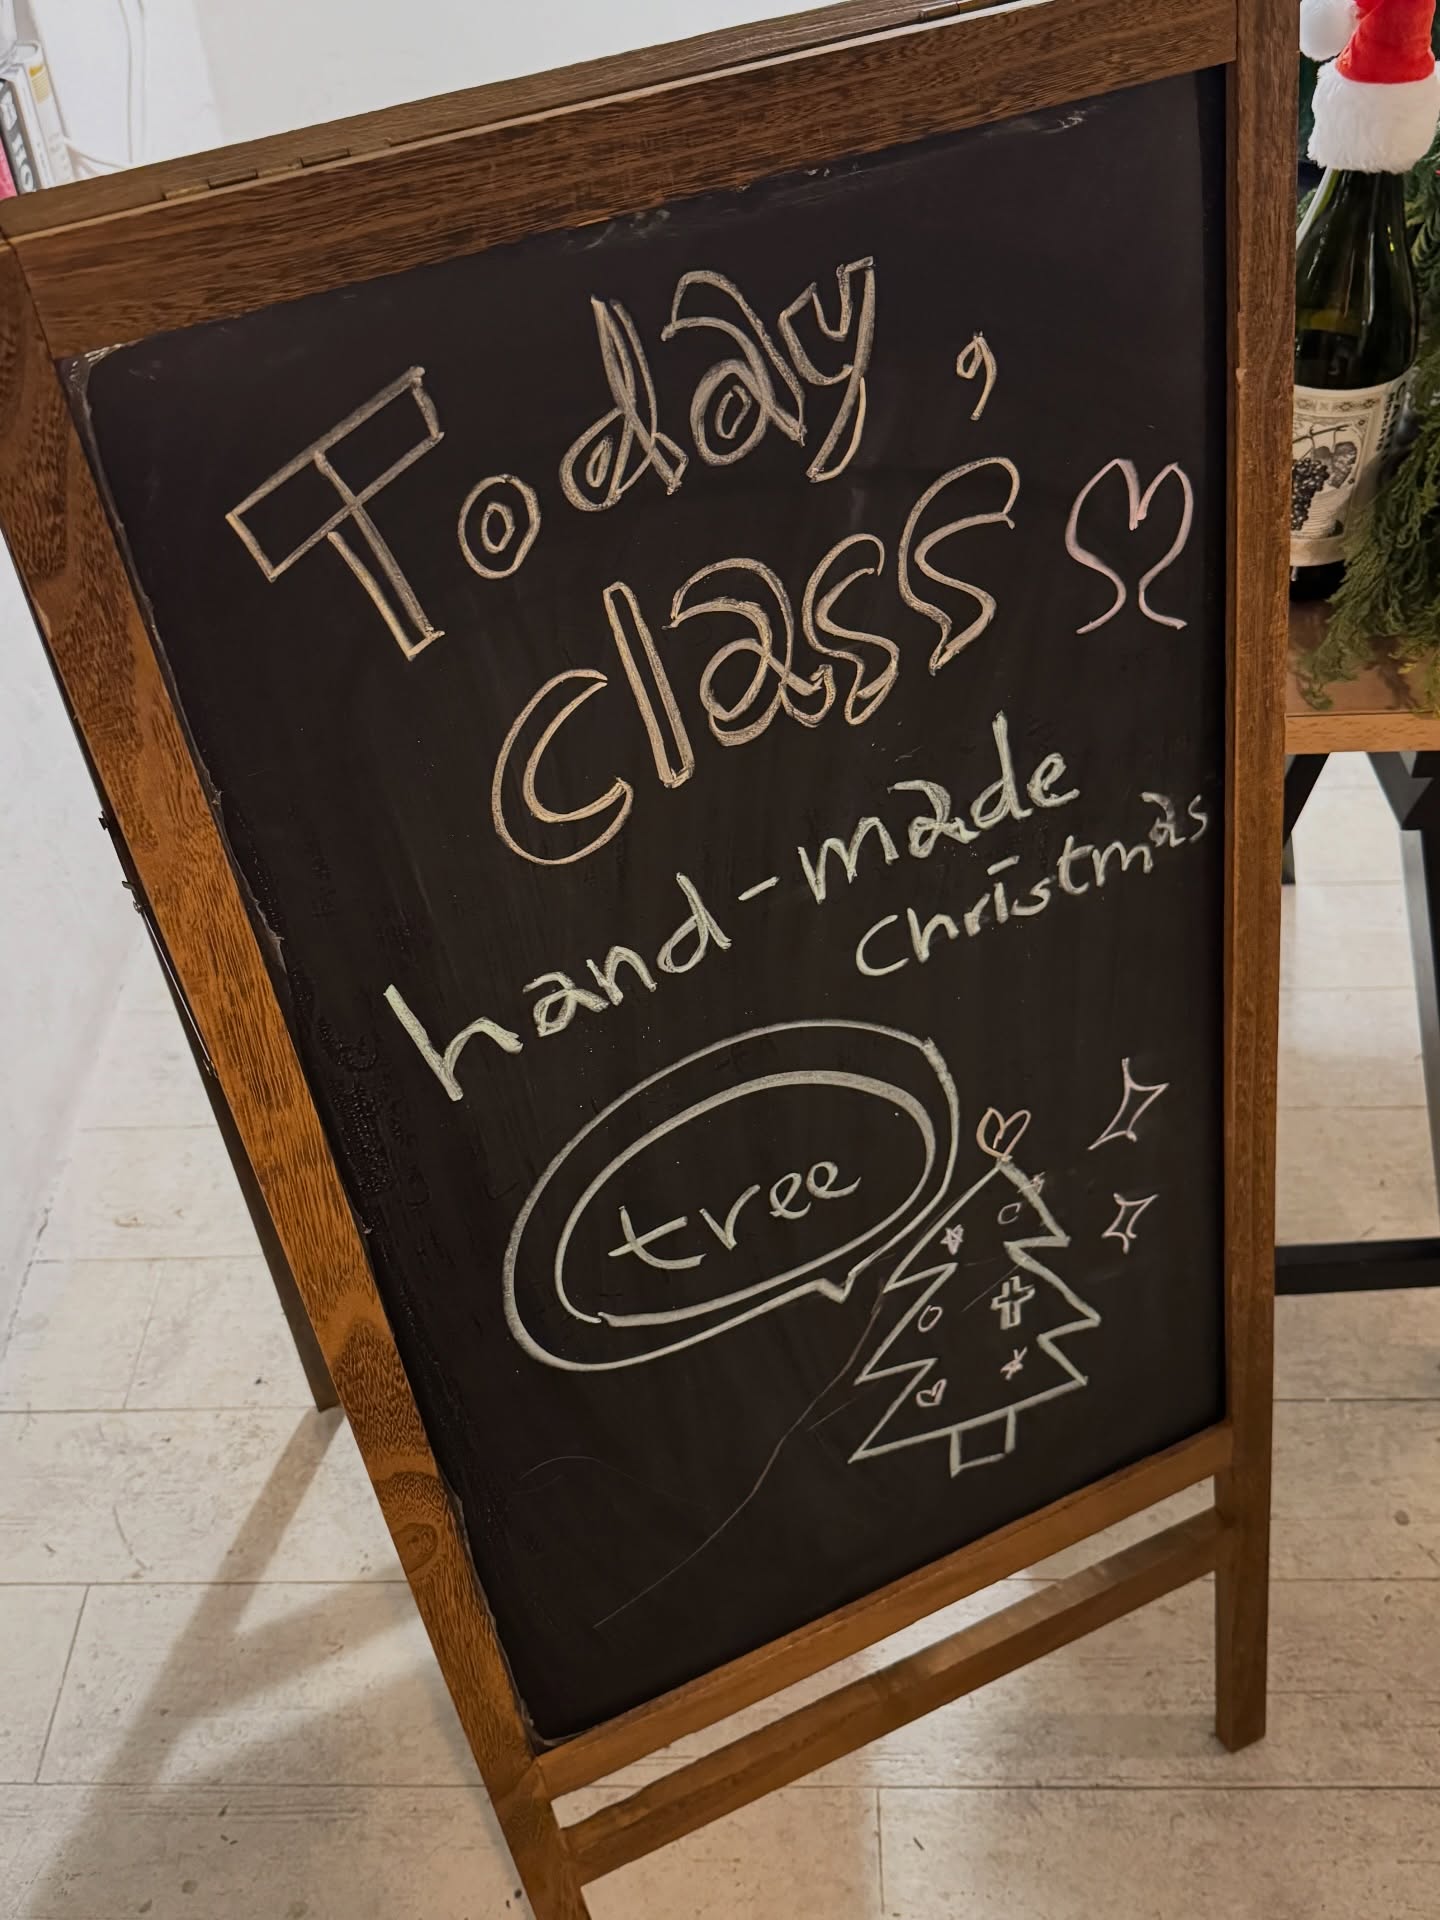 Today,
class
hand-made
christmas
tree